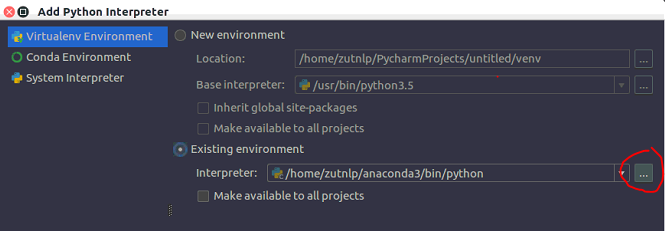 Add Python Interpreter
Virtualenv Environment
Conda Environment
System Interpreter
New environment
Location: /home/zutnlp/PycharmProjects/untitled/venv ...
Base interpreter: /usr/bin/python3.5
Inherit global site-packages
Make available to all projects
Existing environment
Interpreter: /home/zutnlp/anaconda3/bin/python ...
Make available to all projects